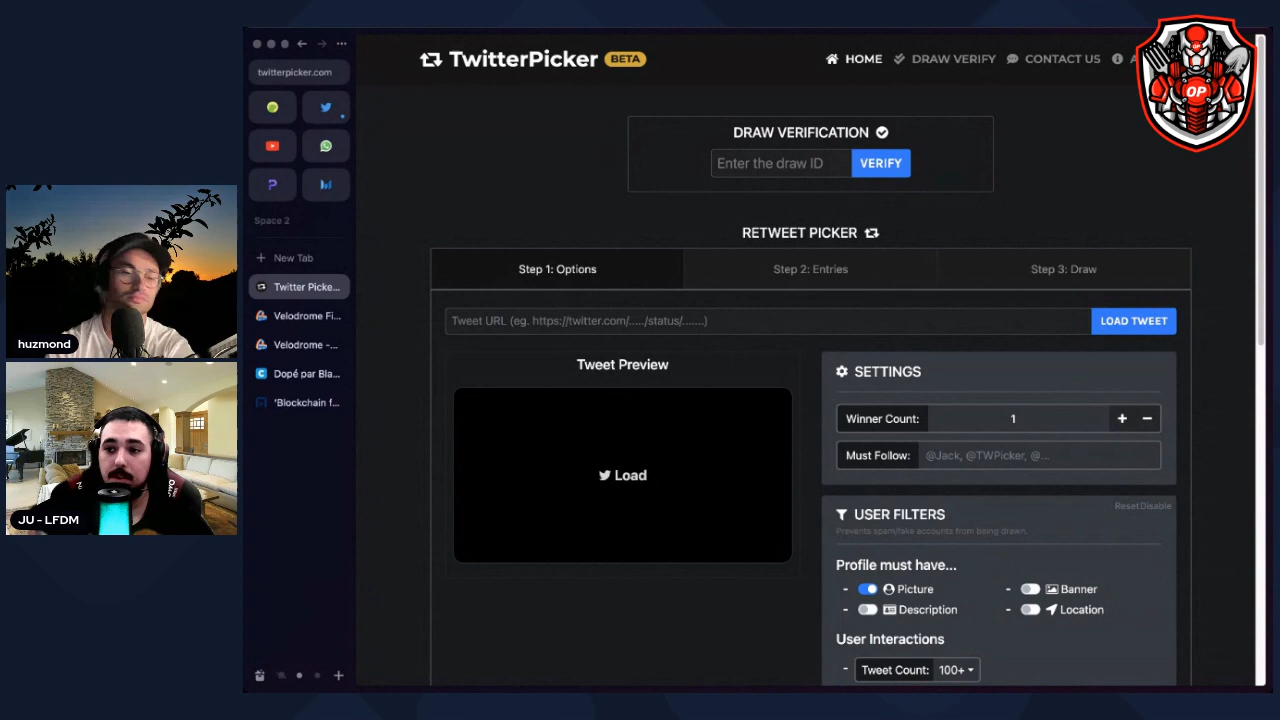 TwitterPicker BETA
HOME
DRAW VERIFY
CONTACT US
A
OP
OP
twitterpicker.com
Space 2
New Tab
Twitter Picke...
Velodrome Fi...
Velodrome -...
Dopé par Bla...
'Blockchain f...
huzmond
JU - LFDM
DRAW VERIFICATION
Enter the draw ID
VERIFY
RETWEET PICKER
Step 1: Options
Step 2: Entries
Step 3: Draw
Tweet URL (eg. https://twitter.com/...../status/.......)
LOAD TWEET
Tweet Preview
Load
SETTINGS
Winner Count: 1 + -
Must Follow: @Jack, @TWPicker, @...
USER FILTERS
Reset Disable
Prevents spam/fake accounts from being drawn.
Profile must have...
- Picture
- Banner
- Description
- Location
User Interactions
- Tweet Count: 100+